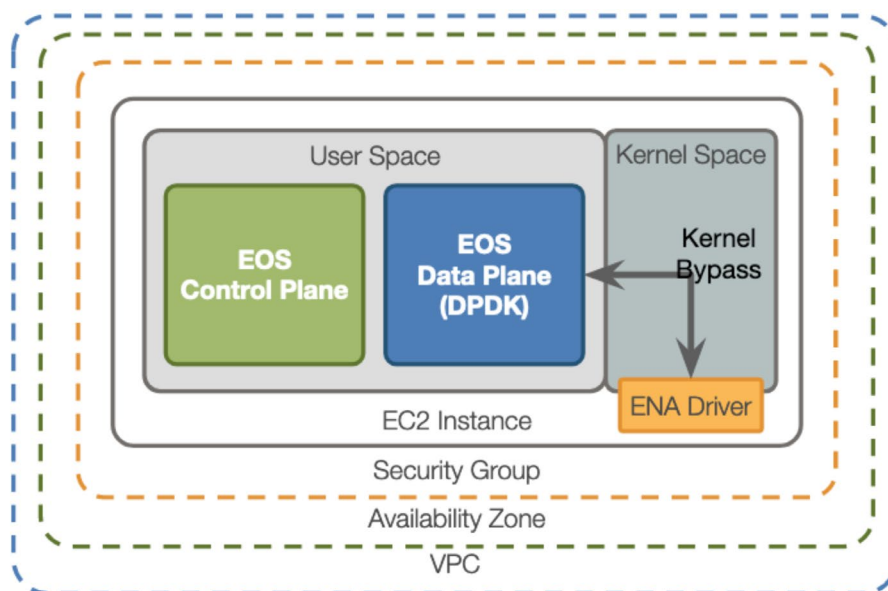 User Space
Kernel Space
EOS
Control Plane
EOS
Data Plane
(DPDK)
Kernel
Bypass
ENA Driver
EC2 Instance
Security Group
Availability Zone
VPC